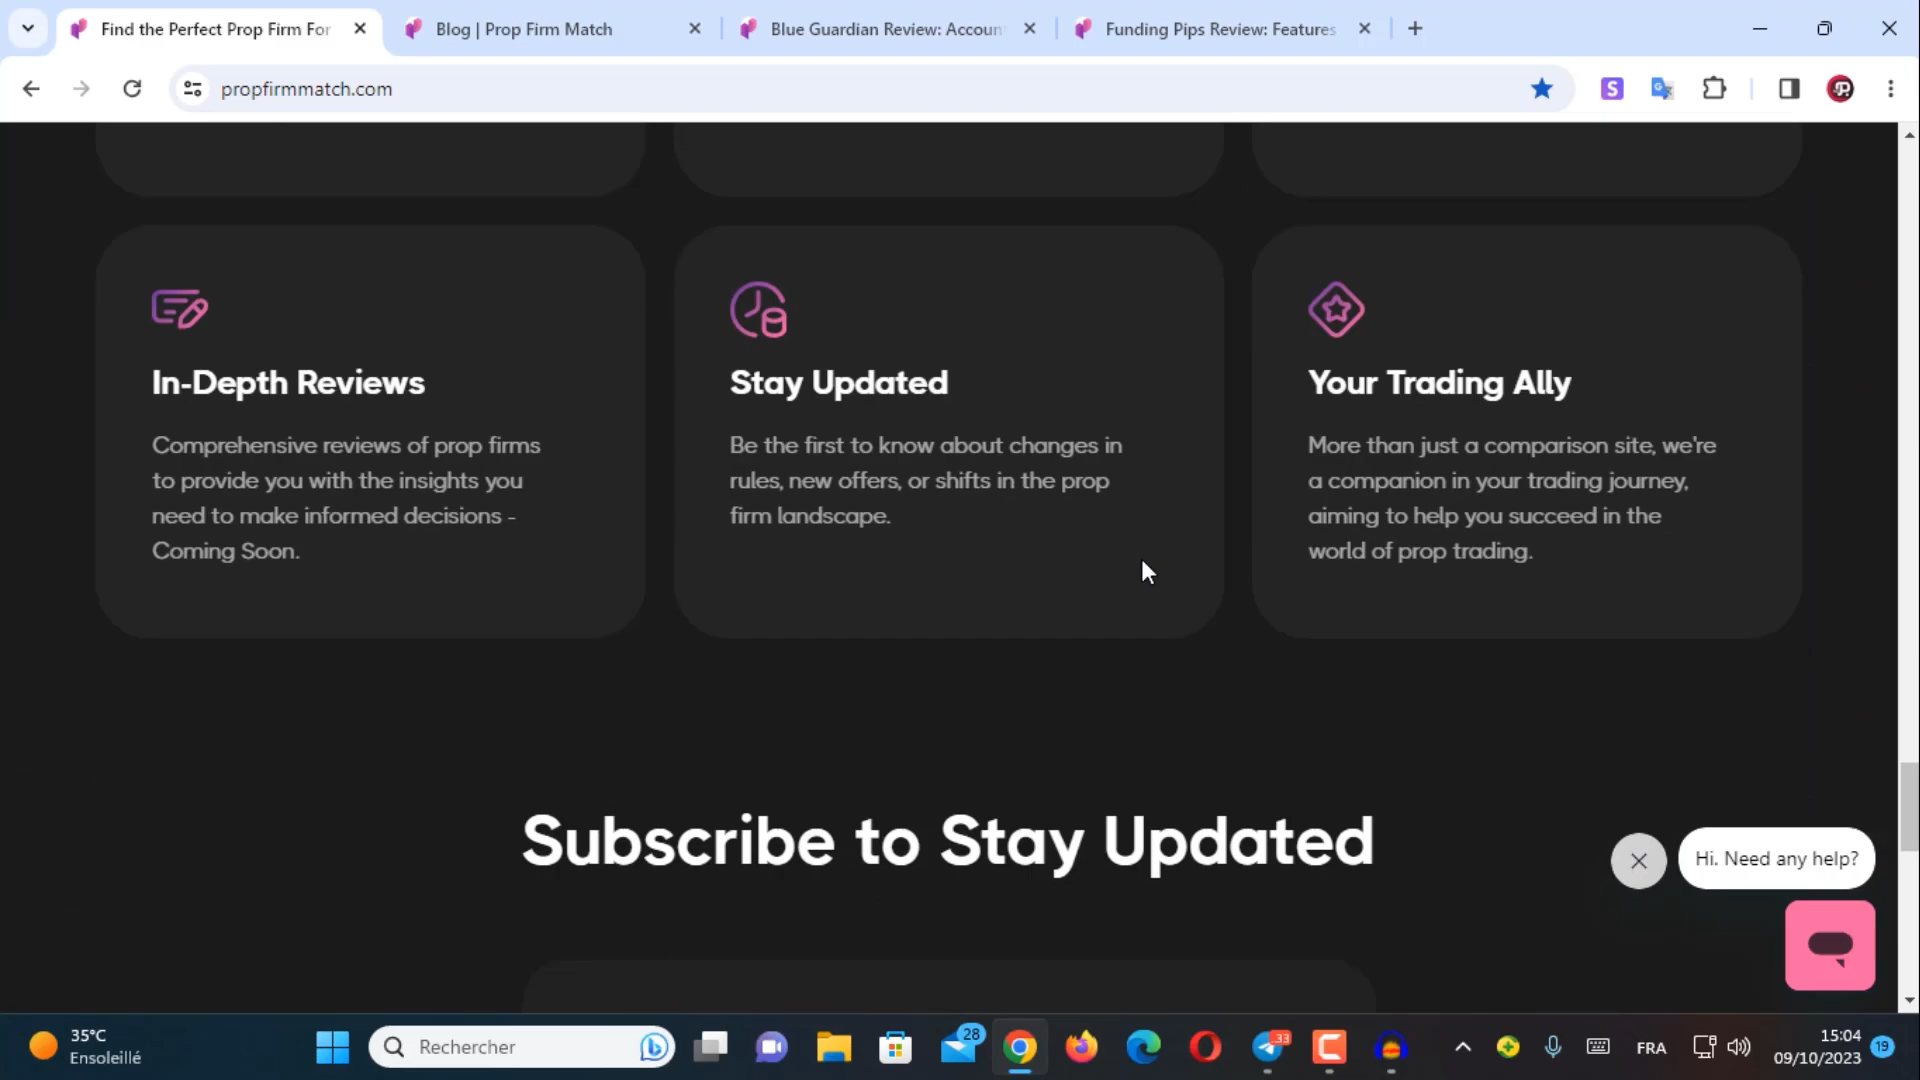 Find the Perfect Prop Firm For
Blog | Prop Firm Match
Blue Guardian Review: Accoun
Funding Pips Review: Features
propfirmmatch.com
S
In-Depth Reviews
Comprehensive reviews of prop firms
to provide you with the insights you
need to make informed decisions -
Coming Soon.
Stay Updated
Be the first to know about changes in
rules, new offers, or shifts in the prop
firm landscape.
Your Trading Ally
More than just a comparison site, we're
a companion in your trading journey,
aiming to help you succeed in the
world of prop trading.
Subscribe to Stay Updated
Hi. Need any help?
35°C
Ensoleillé
Rechercher
28
33
FRA
15:04
09/10/2023
19